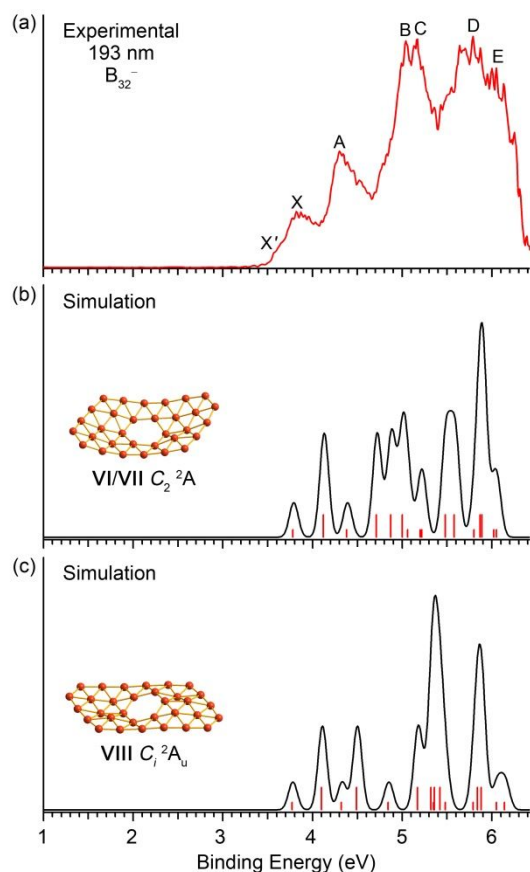 (a)
Experimental
193 nm
B₃₂⁻
X′
X
A
B
C
D
E
(b)
Simulation
VI/VII C₂ ²A
(c)
Simulation
VIII Cᵢ ²Aᵤ
1 2 3 4 5 6
Binding Energy (eV)